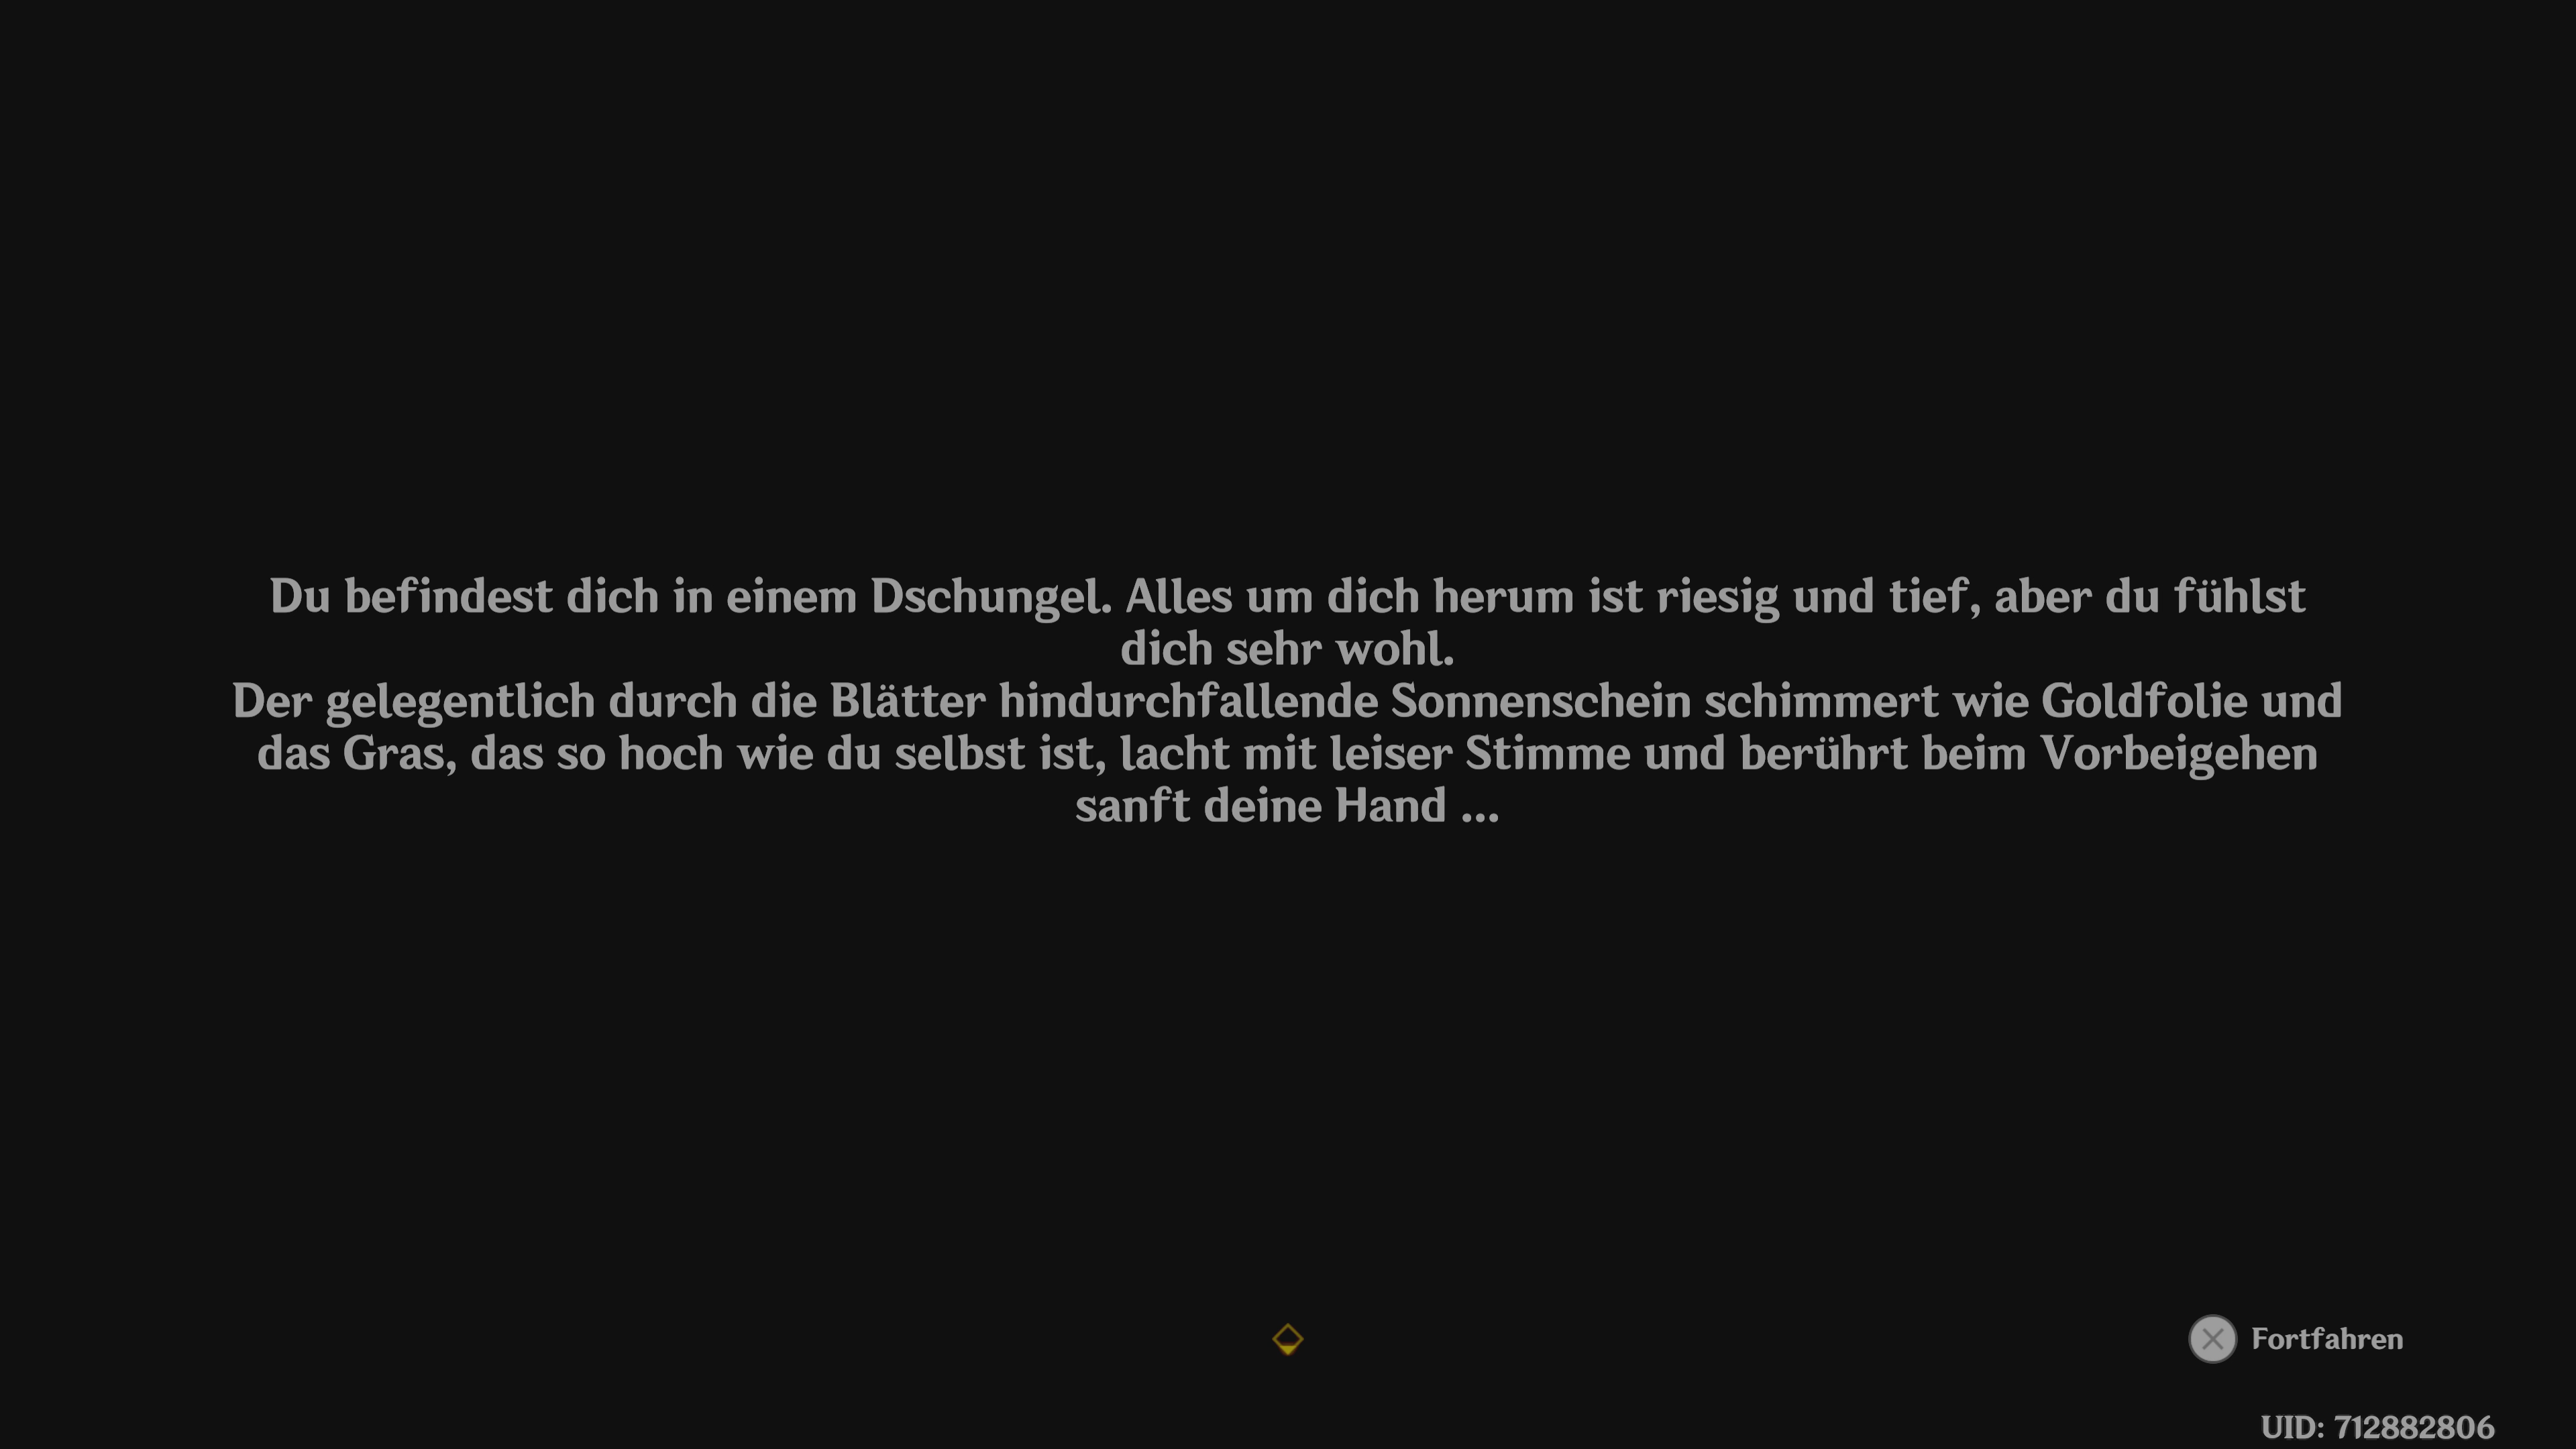 Du befindest dich in einem Dschungel. Alles um dich herum ist riesig und tief, aber du fühlst
dich sehr wohl.
Der gelegentlich durch die Blätter hindurchfallende Sonnenschein schimmert wie Goldfolie und
das Gras, das so hoch wie du selbst ist, lacht mit leiser Stimme und berührt beim Vorbeigehen
sanft deine Hand ...
Fortfahren
UID: 712882806